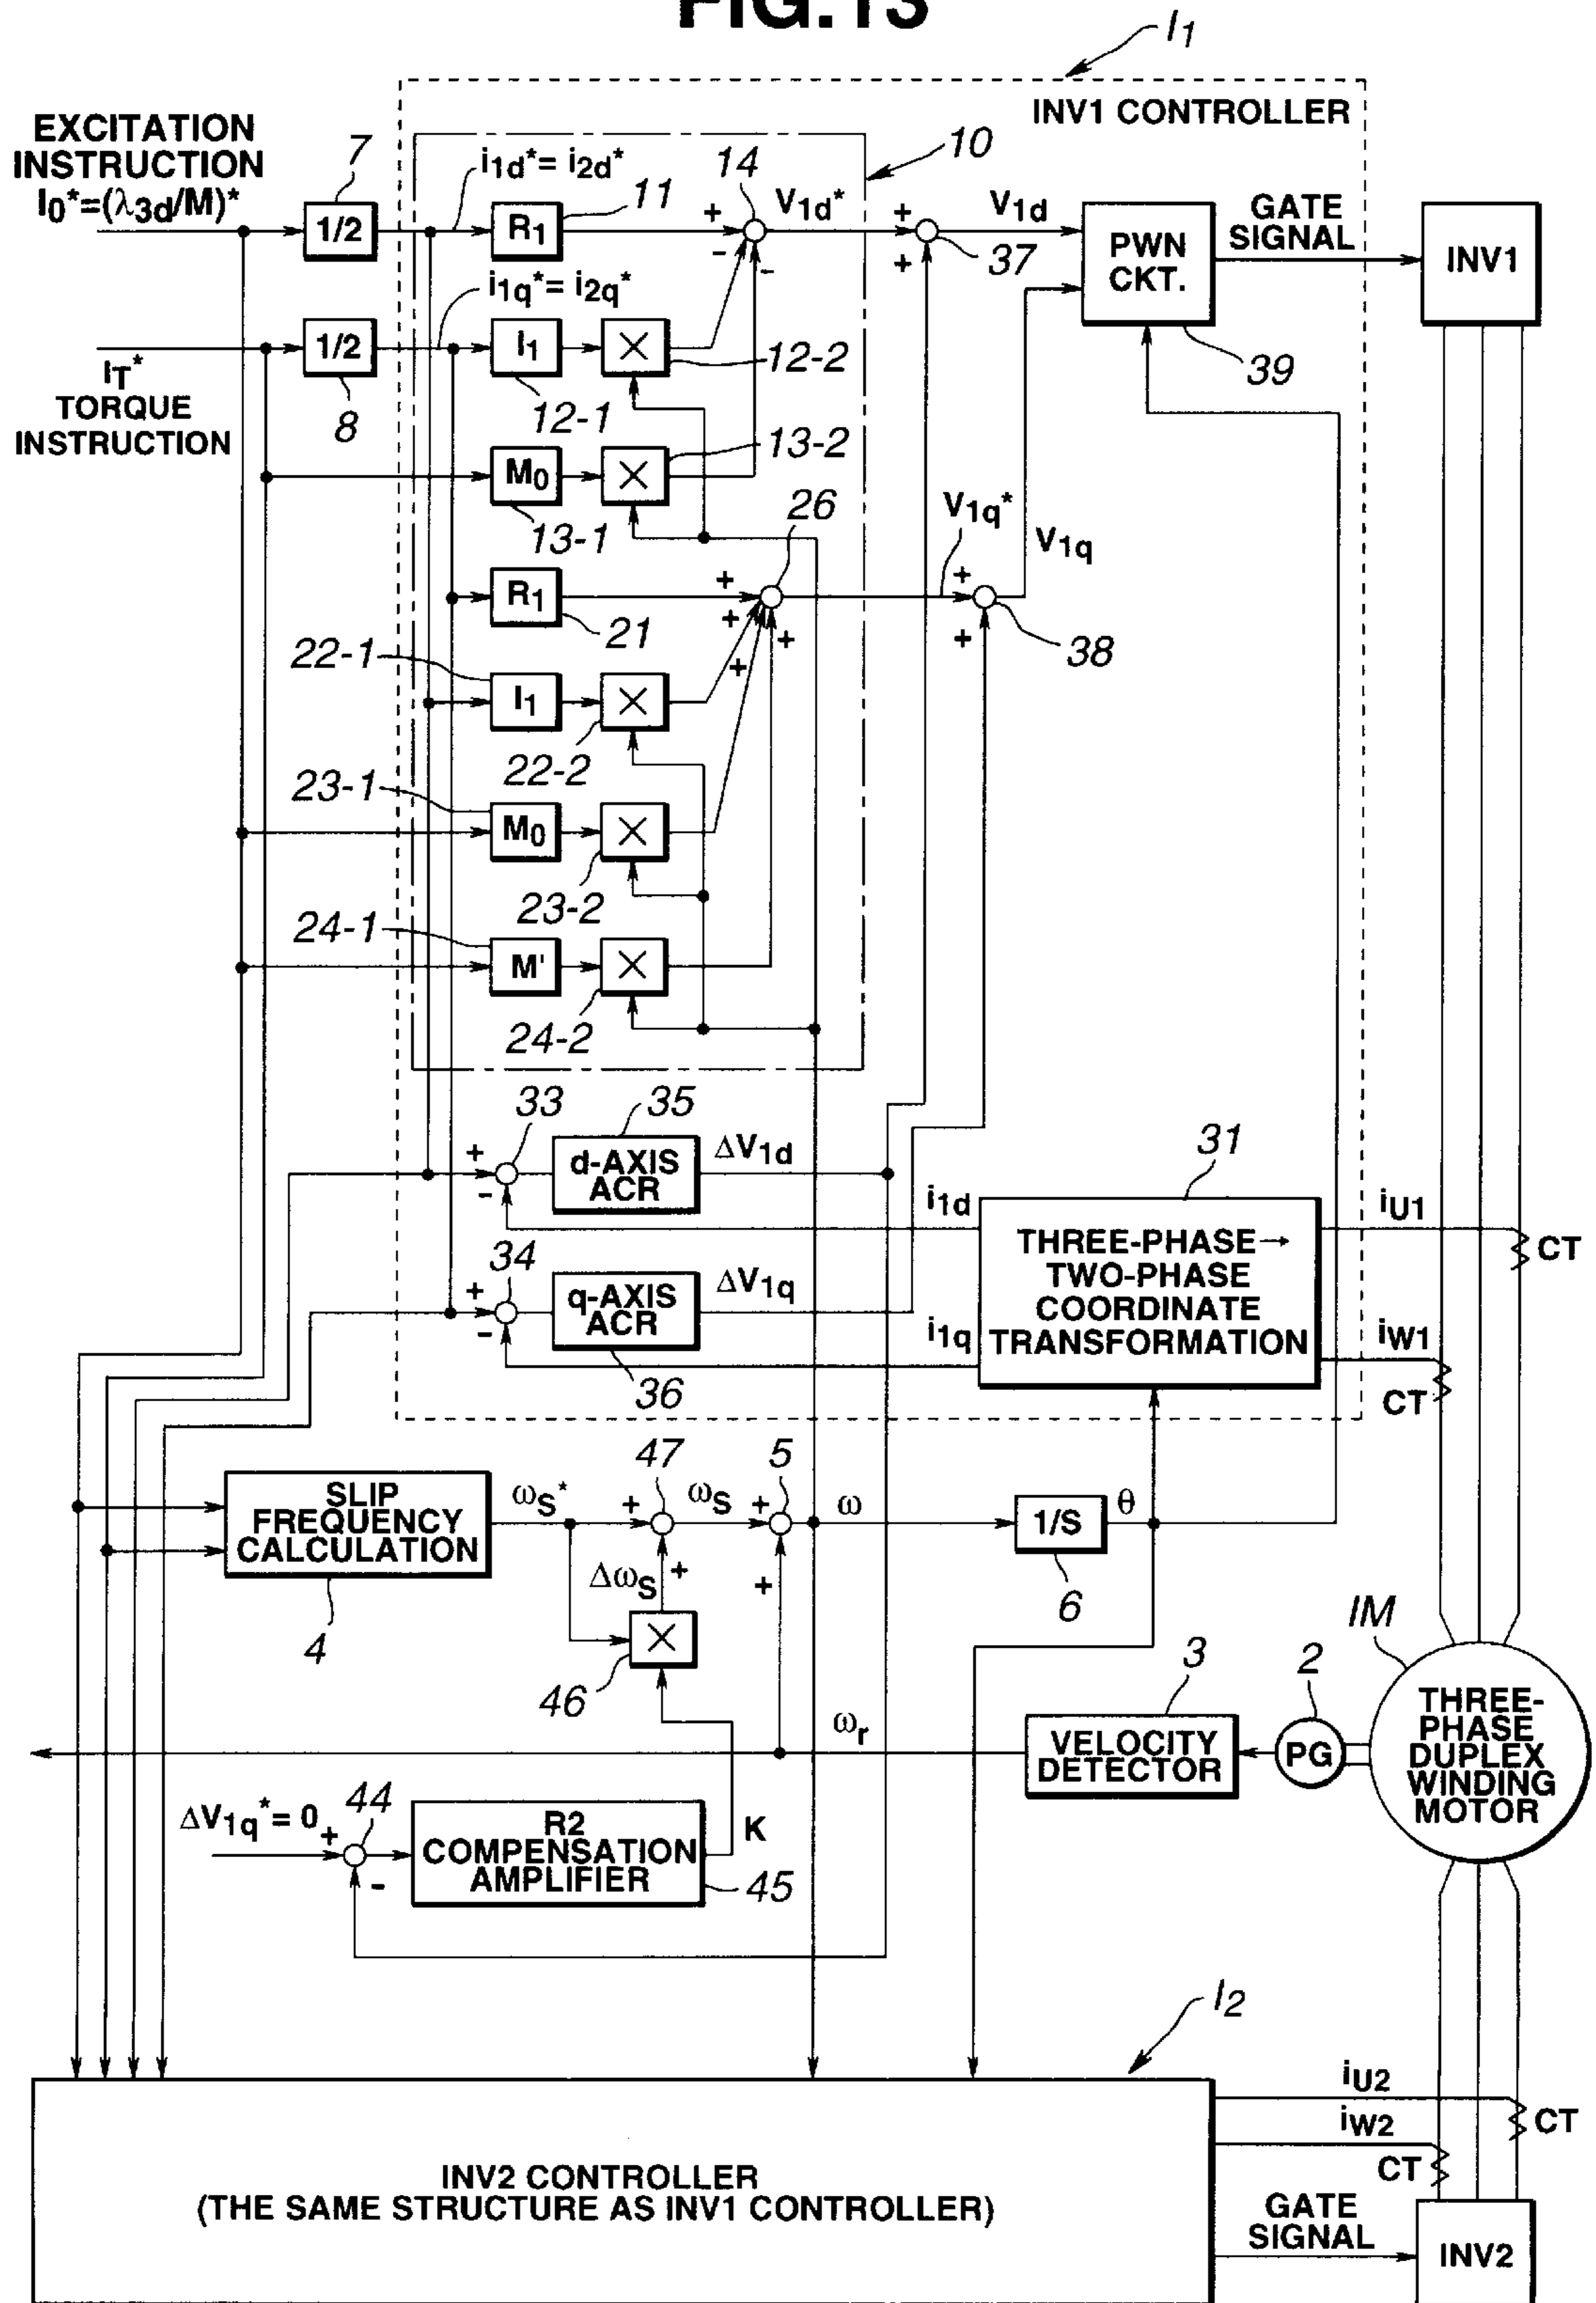 FIG.13
I1
INV1 CONTROLLER
EXCITATION
INSTRUCTION
I0*=(λ3d/M)*
7
1/2
i1d*= i2d*
R1
11
14
V1d*
10
+
-
-
+
+
37
V1d
PWN
CKT.
39
GATE
SIGNAL
INV1
iT*
TORQUE
INSTRUCTION
1/2
8
i1q*= i2q*
I1
12-1
×
12-2
M0
13-1
×
13-2
R1
21
26
+
+
+
+
V1q*
V1q
+
+
38
22-1
I1
×
22-2
23-1
M0
×
23-2
24-1
M'
×
24-2
33
+
-
35
d-AXIS
ACR
ΔV1d
34
+
-
q-AXIS
ACR
36
ΔV1q
i1d
i1q
31
THREE-PHASE→
TWO-PHASE
COORDINATE
TRANSFORMATION
iU1
CT
iW1
CT
SLIP
FREQUENCY
CALCULATION
4
ωS*
47
+
+
ΔωS
×
46
ωS
5
+
+
ω
1/S
6
θ
ωr
3
VELOCITY
DETECTOR
2
PG
IM
THREE-
PHASE
DUPLEX
WINDING
MOTOR
ΔV1q*= 0
44
+
-
R2
COMPENSATION
AMPLIFIER
45
K
I2
INV2 CONTROLLER
(THE SAME STRUCTURE AS INV1 CONTROLLER)
iU2
CT
iW2
CT
GATE
SIGNAL
INV2